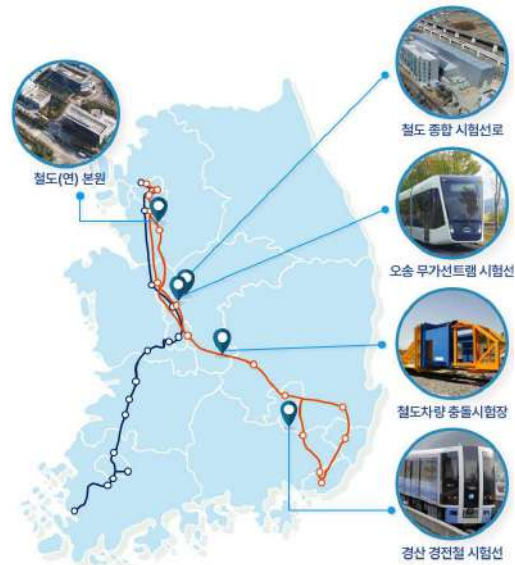 철도(연) 본원
철도 종합 시험선로
오송 무가선트램 시험선
철도차량 충돌시험장
경산 경전철 시험선